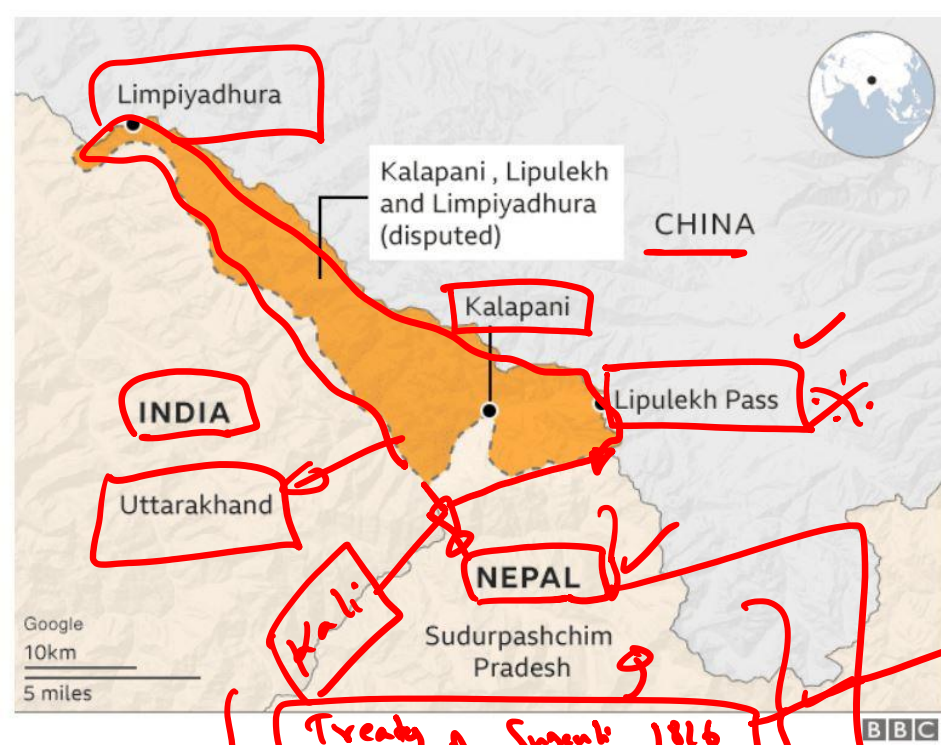 Limpiyadhura
Kalapani , Lipulekh
and Limpiyadhura
(disputed)
CHINA
Kalapani
Lipulekh Pass
INDIA
Uttarakhand
NEPAL
Kali
Sudurpashchim
Pradesh
Google
10km
5 miles
Treaty
BBC